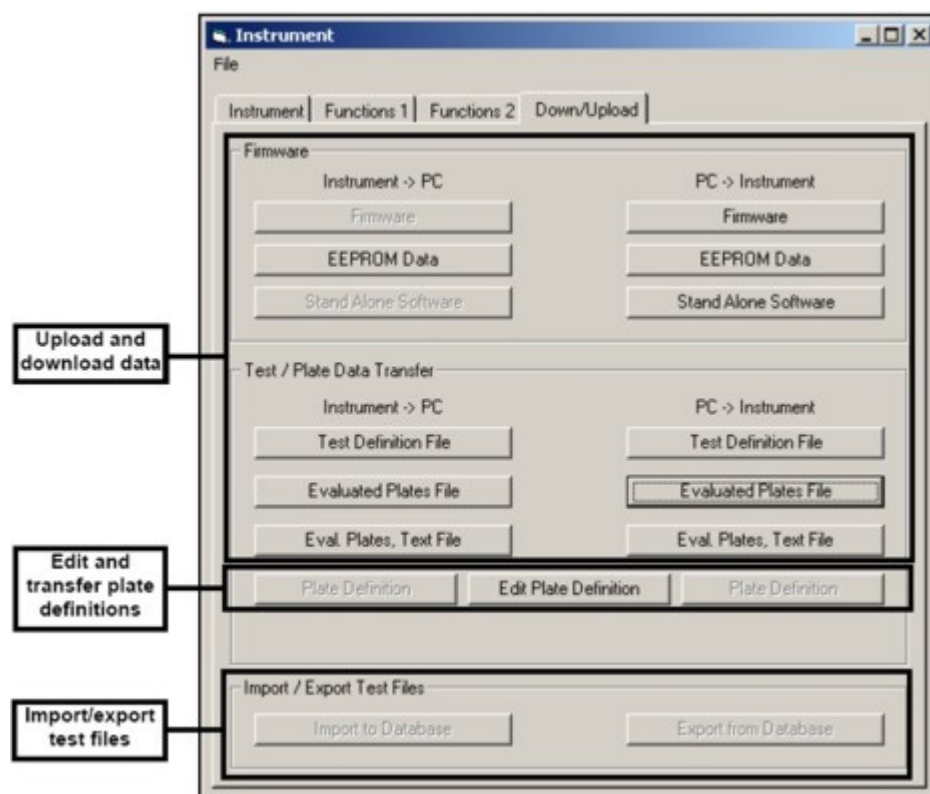 Instrument
File
Instrument Functions 1 Functions 2 Down/Upload
Firmware
Instrument -> PC PC -> Instrument
Firmware Firmware
EEPROM Data EEPROM Data
Stand Alone Software Stand Alone Software
Upload and
download data
Test / Plate Data Transfer
Instrument -> PC PC -> Instrument
Test Definition File Test Definition File
Evaluated Plates File Evaluated Plates File
Eval. Plates, Text File Eval. Plates, Text File
Edit and
transfer plate
definitions
Plate Definition Edit Plate Definition Plate Definition
Import / Export Test Files
Import/export
test files
Import to Database Export from Database